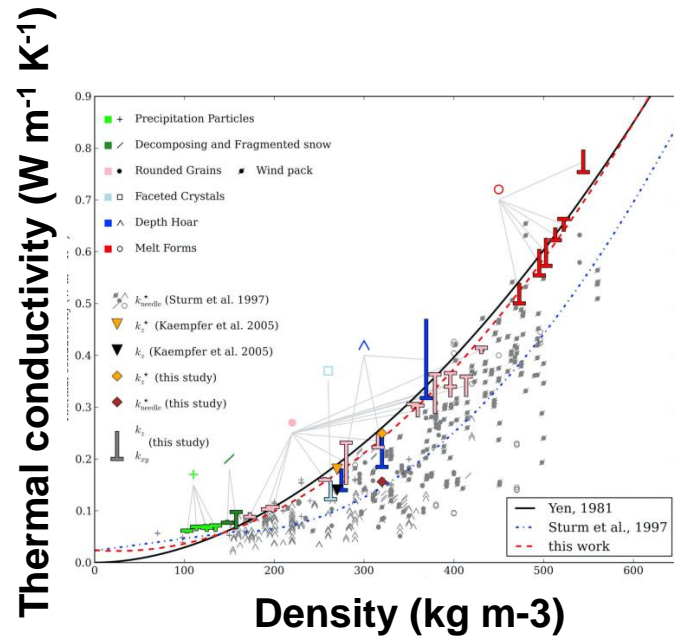 Thermal conductivity (W m⁻¹ K⁻¹)
0.9
0.8
0.7
0.6
0.5
0.4
0.3
0.2
0.1
0.0
Precipitation Particles
Decomposing and Fragmented snow
Rounded Grains
Wind pack
Faceted Crystals
Depth Hoar
Melt Forms
k*needle (Sturm et al. 1997)
kz* (Kaempfer et al. 2005)
kz (Kaempfer et al. 2005)
kz* (this study)
k*needle (this study)
kz
(this study)
kxy
Yen, 1981
Sturm et al., 1997
this work
0 100 200 300 400 500 600
Density (kg m-3)